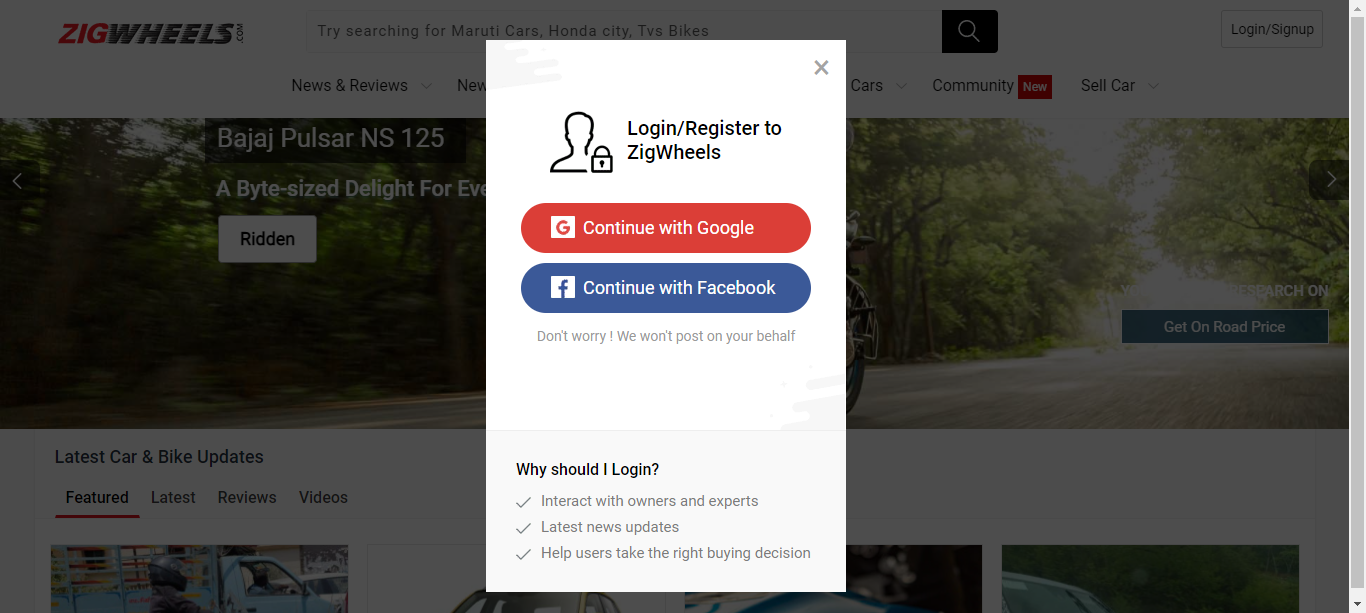 ZIGWHEELS.COM
Try searching for Maruti Cars, Honda city, Tvs Bikes
Login/Signup
News & Reviews
New
Cars
Community New
Sell Car
Bajaj Pulsar NS 125
A Byte-sized Delight For Eve
Ridden
RESEARCH ON
Get On Road Price
Login/Register to
ZigWheels
Continue with Google
Continue with Facebook
Don't worry ! We won't post on your behalf
Why should I Login?
Interact with owners and experts
Latest news updates
Help users take the right buying decision
Latest Car & Bike Updates
Featured
Latest
Reviews
Videos